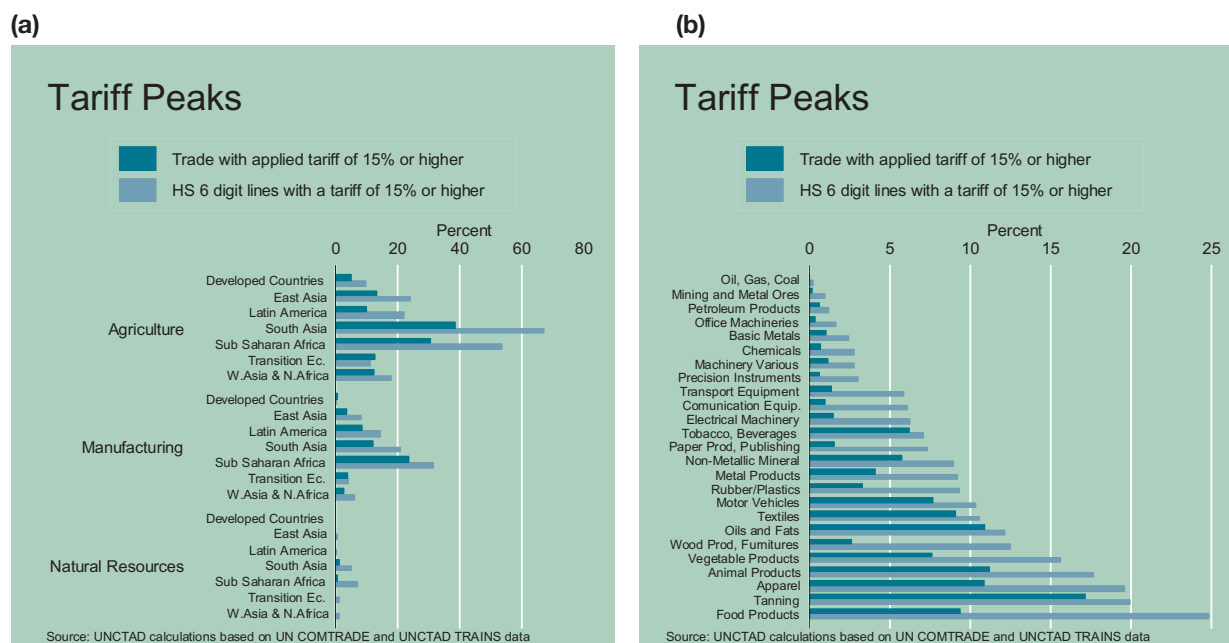 (a)
Tariff Peaks
Trade with applied tariff of 15% or higher
HS 6 digit lines with a tariff of 15% or higher
Percent
0 20 40 60 80
Agriculture
Developed Countries
East Asia
Latin America
South Asia
Sub Saharan Africa
Transition Ec.
W.Asia & N.Africa
Manufacturing
Developed Countries
East Asia
Latin America
South Asia
Sub Saharan Africa
Transition Ec.
W.Asia & N.Africa
Natural Resources
Developed Countries
East Asia
Latin America
South Asia
Sub Saharan Africa
Transition Ec.
W.Asia & N.Africa
Source: UNCTAD calculations based on UN COMTRADE and UNCTAD TRAINS data
(b)
Tariff Peaks
Trade with applied tariff of 15% or higher
HS 6 digit lines with a tariff of 15% or higher
Percent
0 5 10 15 20 25
Oil, Gas, Coal
Mining and Metal Ores
Petroleum Products
Office Machineries
Basic Metals
Chemicals
Machinery Various
Precision Instruments
Transport Equipment
Comunication Equip.
Electrical Machinery
Tobacco, Beverages
Paper Prod, Publishing
Non-Metallic Mineral
Metal Products
Rubber/Plastics
Motor Vehicles
Textiles
Oils and Fats
Wood Prod, Furnitures
Vegetable Products
Animal Products
Apparel
Tanning
Food Products
Source: UNCTAD calculations based on UN COMTRADE and UNCTAD TRAINS data